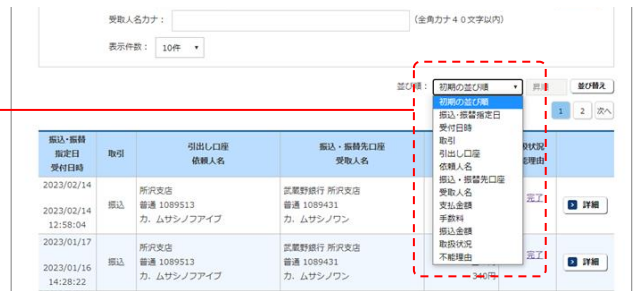 受取人名カナ：
（全角カナ４０文字以内）
表示件数： 10件
並び順： 初期の並び順 昇順 並び替え
初期の並び順
振込・振替指定日
受付日時
取引
引出し口座
依頼人名
振込・振替先口座
受取人名
支払金額
手数料
振込金額
取扱状況
不能理由
1 2 次へ
振込・振替
指定日
受付日時
取引
引出し口座
依頼人名
振込・振替先口座
受取人名
扱状況
能理由
2023/02/14
2023/02/14
12:58:04
振込
所沢支店
普通 1089513
カ．ムサシノフアイブ
武蔵野銀行 所沢支店
普通 1089431
カ．ムサシノワン
完了
詳細
2023/01/17
2023/01/16
14:28:22
振込
所沢支店
普通 1089513
カ．ムサシノフアイブ
武蔵野銀行 所沢支店
普通 1089431
カ．ムサシノワン
340円
完了
詳細